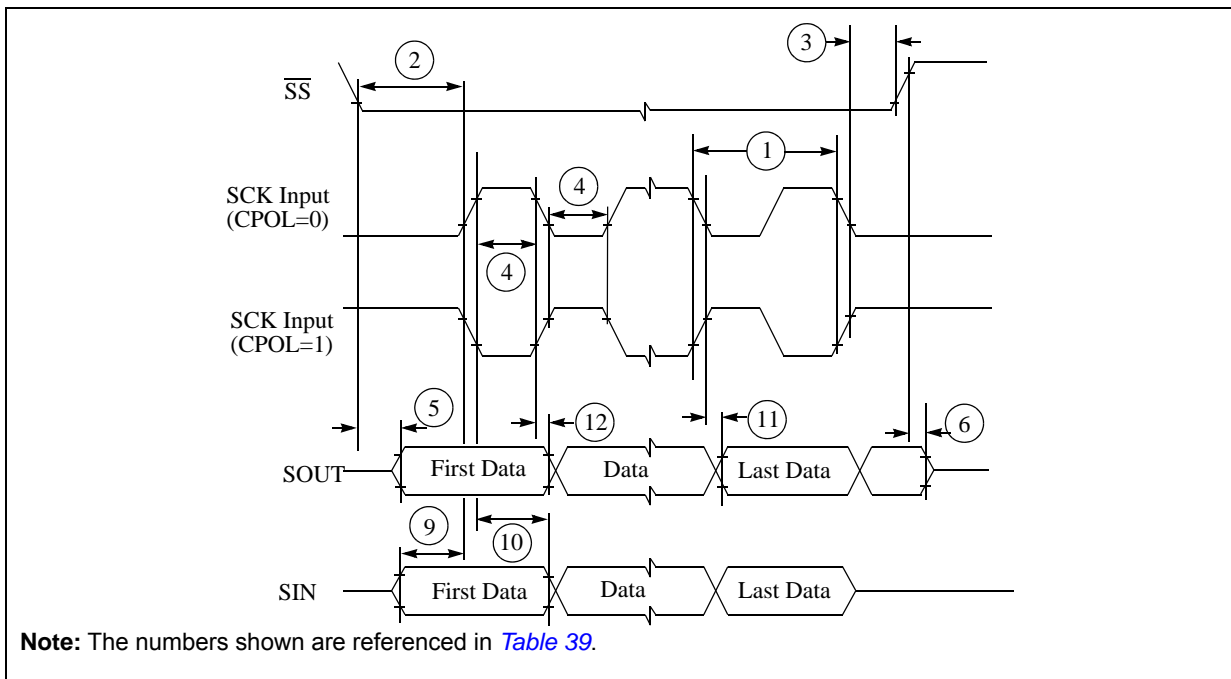 3
2
SS
1
SCK Input
(CPOL=0)
4
4
SCK Input
(CPOL=1)
5
12
11
6
SOUT
First Data
Data
Last Data
9
10
SIN
First Data
Data
Last Data
Note: The numbers shown are referenced in Table 39.